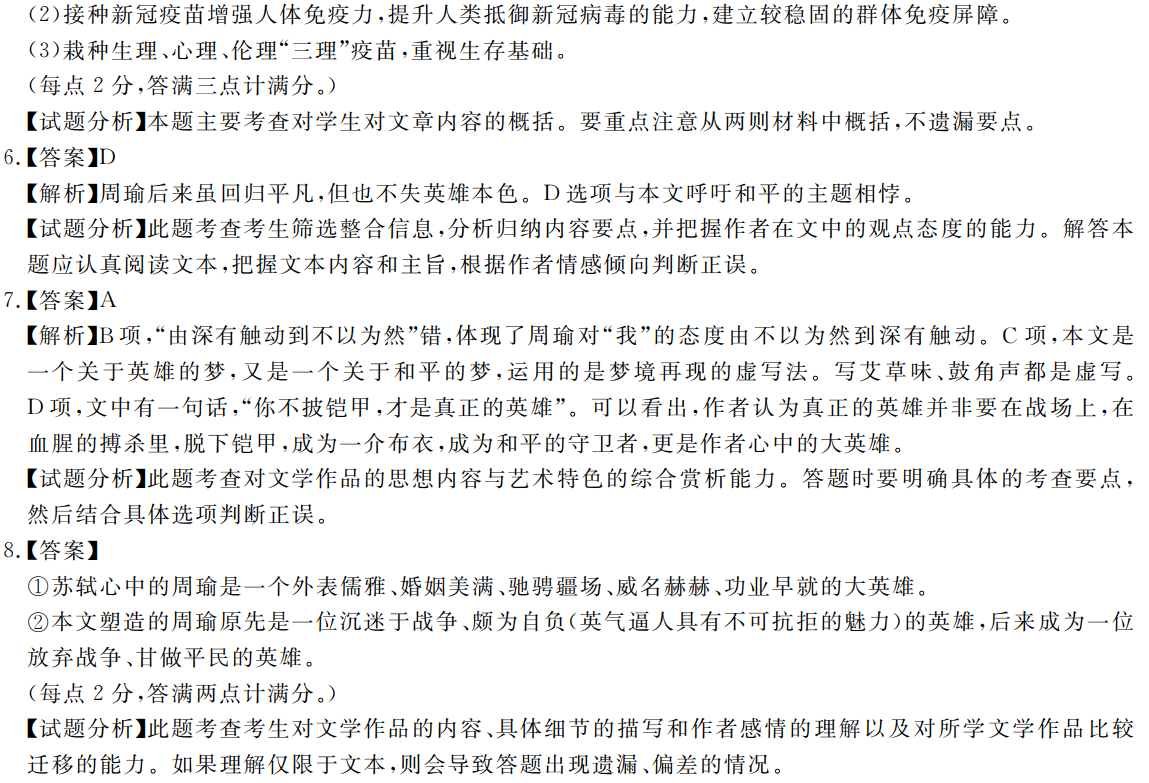 (2)接种新冠疫苗增强人体免疫力,提升人类抵御新冠病毒的能力,建立较稳固的群体免疫屏障。
(3)栽种生理、心理、伦理“三理”疫苗,重视生存基础。
(每点 2 分,答满三点计满分。)
【试题分析】本题主要考查对学生对文章内容的概括。要重点注意从两则材料中概括,不遗漏要点。
6.【答案】D
【解析】周瑜后来虽回归平凡,但也不失英雄本色。D 选项与本文呼吁和平的主题相悖。
【试题分析】此题考查考生筛选整合信息,分析归纳内容要点,并把握作者在文中的观点态度的能力。解答本
题应认真阅读文本,把握文本内容和主旨,根据作者情感倾向判断正误。
7.【答案】A
【解析】B 项,“由深有触动到不以为然”错,体现了周瑜对“我”的态度由不以为然到深有触动。C 项,本文是
一个关于英雄的梦,又是一个关于和平的梦,运用的是梦境再现的虚写法。写艾草味、鼓角声都是虚写。
D 项,文中有一句话,“你不披铠甲,才是真正的英雄”。可以看出,作者认为真正的英雄并非要在战场上,在
血腥的搏杀里,脱下铠甲,成为一介布衣,成为和平的守卫者,更是作者心中的大英雄。
【试题分析】此题考查对文学作品的思想内容与艺术特色的综合赏析能力。答题时要明确具体的考查要点,
然后结合具体选项判断正误。
8.【答案】
①苏轼心中的周瑜是一个外表儒雅、婚姻美满、驰骋疆场、威名赫赫、功业早就的大英雄。
②本文塑造的周瑜原先是一位沉迷于战争、颇为自负(英气逼人具有不可抗拒的魅力)的英雄,后来成为一位
放弃战争、甘做平民的英雄。
(每点 2 分,答满两点计满分。)
【试题分析】此题考查考生对文学作品的内容、具体细节的描写和作者感情的理解以及对所学文学作品比较
迁移的能力。如果理解仅限于文本,则会导致答题出现遗漏、偏差的情况。